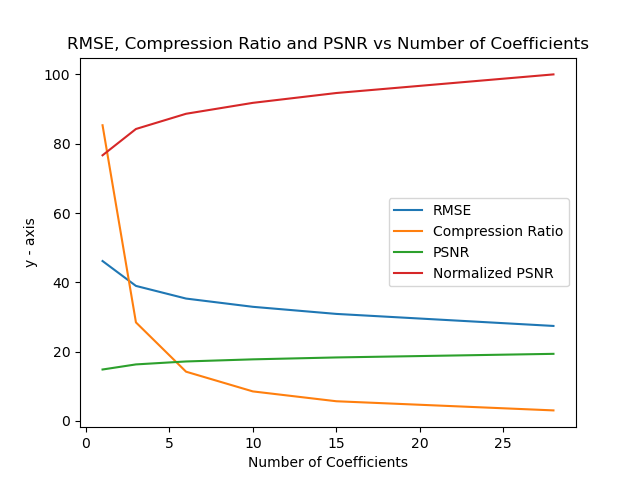 RMSE, Compression Ratio and PSNR vs Number of Coefficients
100
80
60
40
20
0
y - axis
RMSE
Compression Ratio
PSNR
Normalized PSNR
0 5 10 15 20 25
Number of Coefficients